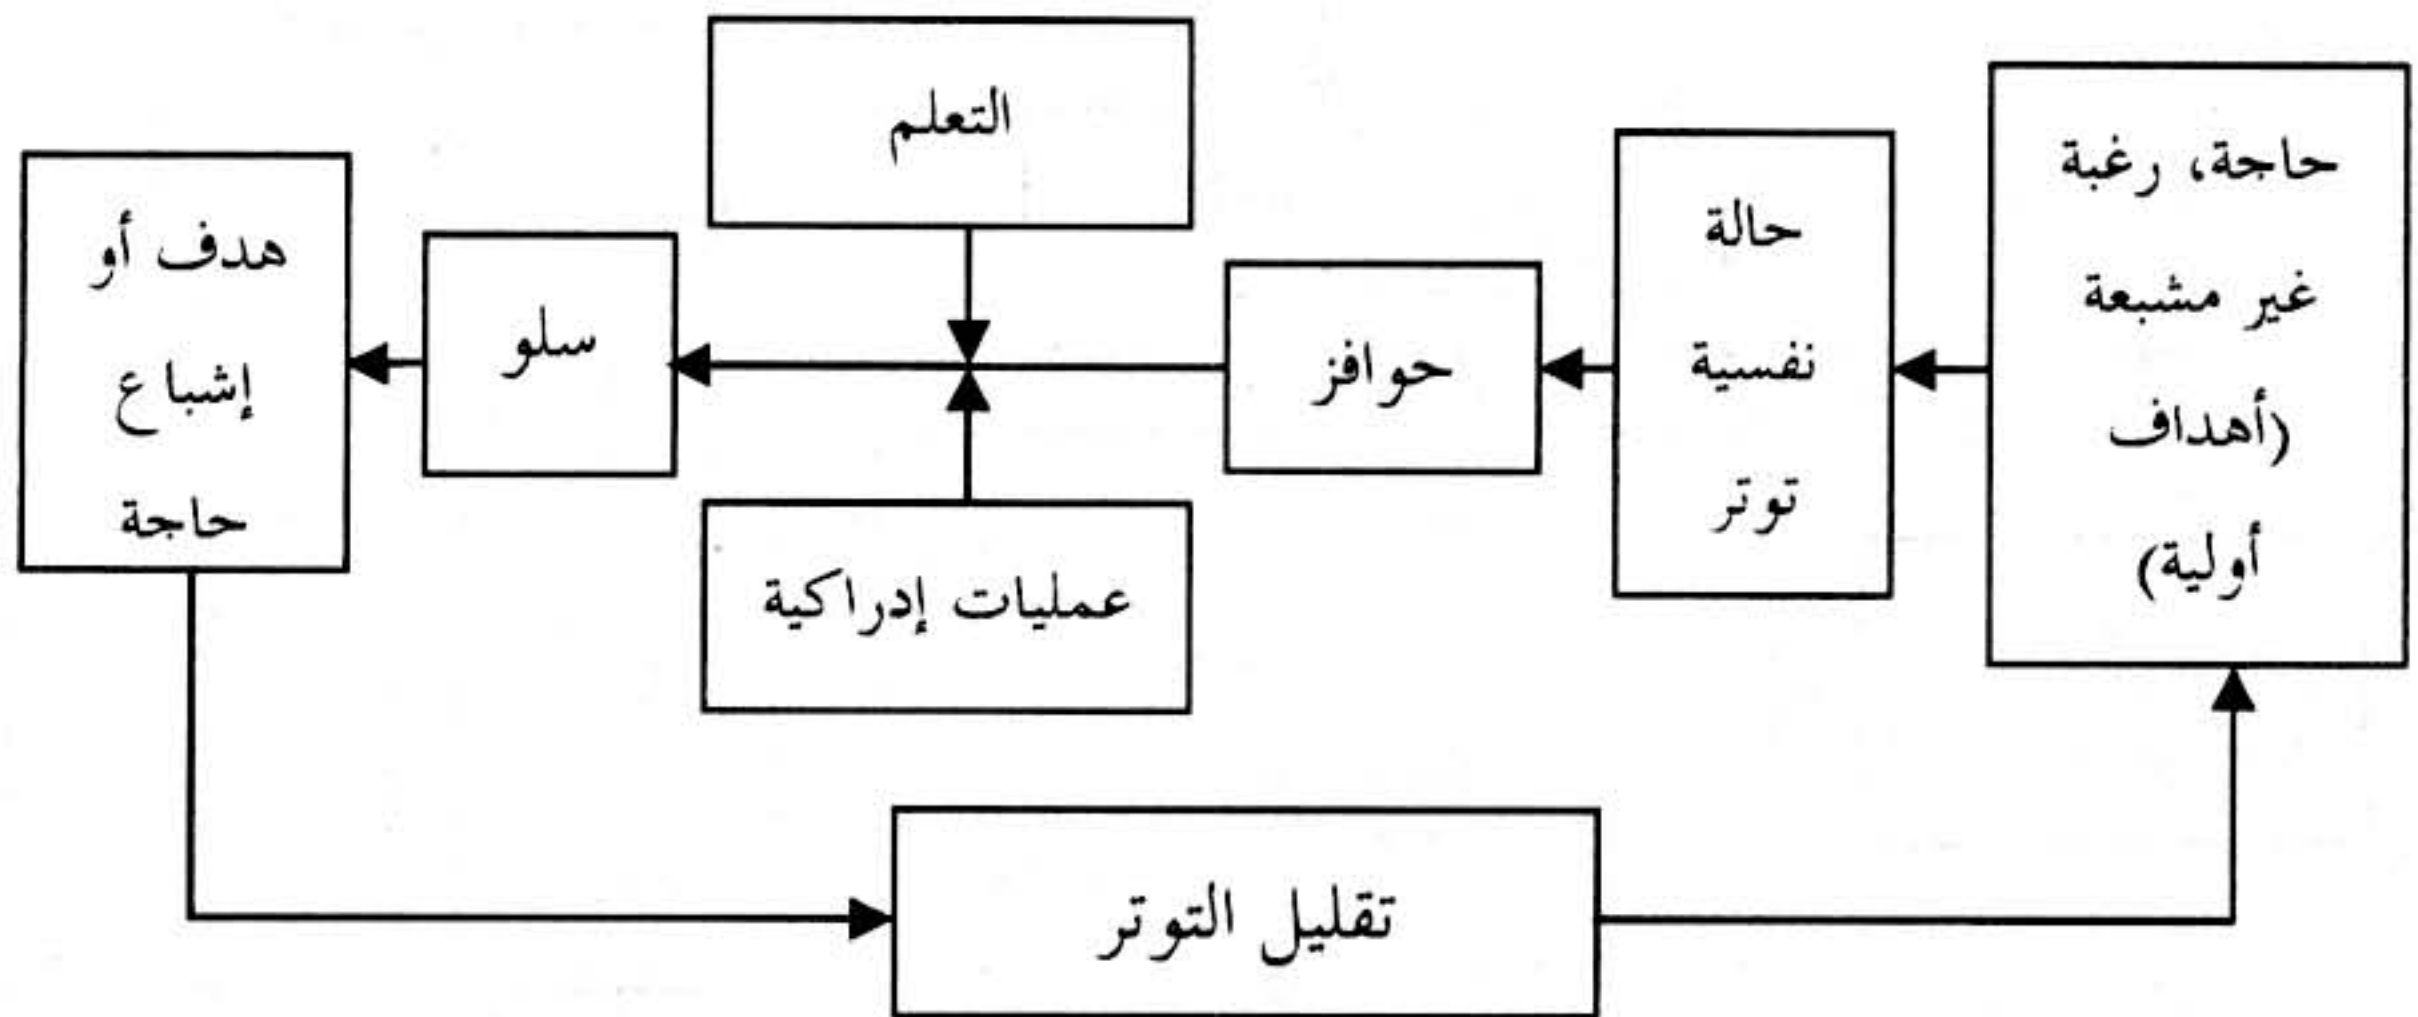 حاجة، رغبة
غير مشبعة
(أهداف
أولية)
حالة
نفسية
توتر
حوافز
التعلم
عمليات إدراكية
سلو
هدف أو
إشباع
حاجة
تقليل التوتر